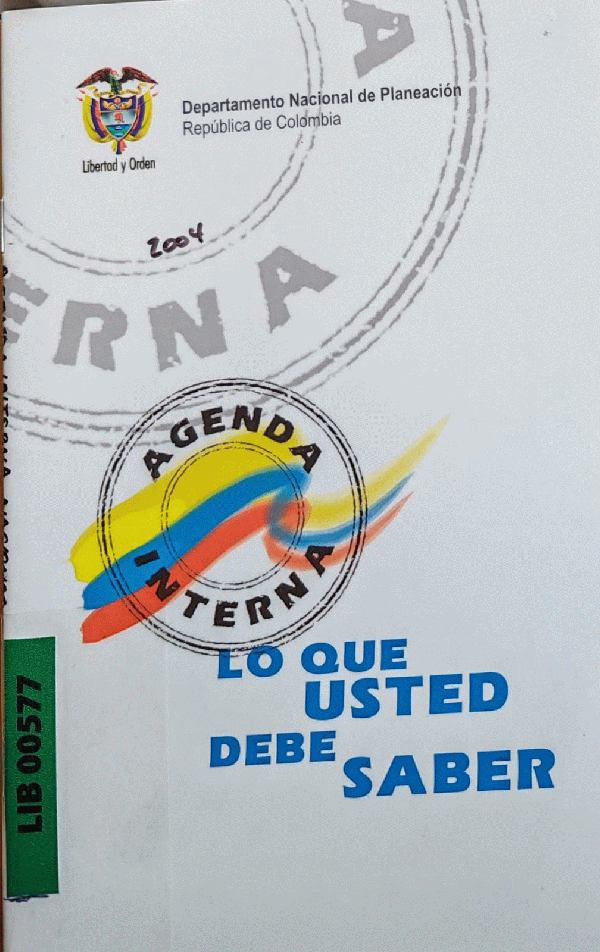 Departamento Nacional de Planeación
República de Colombia
Libertad y Orden
2004
A
ERNA
AGENDA
INTERNA
LO QUE
USTED
DEBE
SABER
LIB 00577